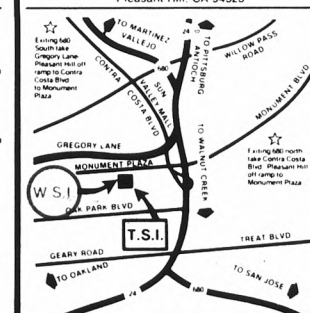 Pleasant Hill, CA 94523
TO MARTINEZ
VALLEJO
24
TO PITTSBURG
ANTIOCH
WILLOW PASS
ROAD
Exiting 680
South take
Gregory Lane-
Pleasant Hill off
ramp to Contra
Costa Blvd
to Monument
Plaza
680
CONTRA
COSTA BLVD
SUN
VALLEY MALL
MONUMENT BLVD
GREGORY LANE
TO WALNUT CREEK
Exiting 680 north
take Contra Costa
Blvd Pleasant Hill
off ramp to
Monument Plaza
MONUMENT PLAZA
W S I
OAK PARK BLVD
T.S.I.
GEARY ROAD
TREAT BLVD
TO OAKLAND
TO SAN JOSE
24
680